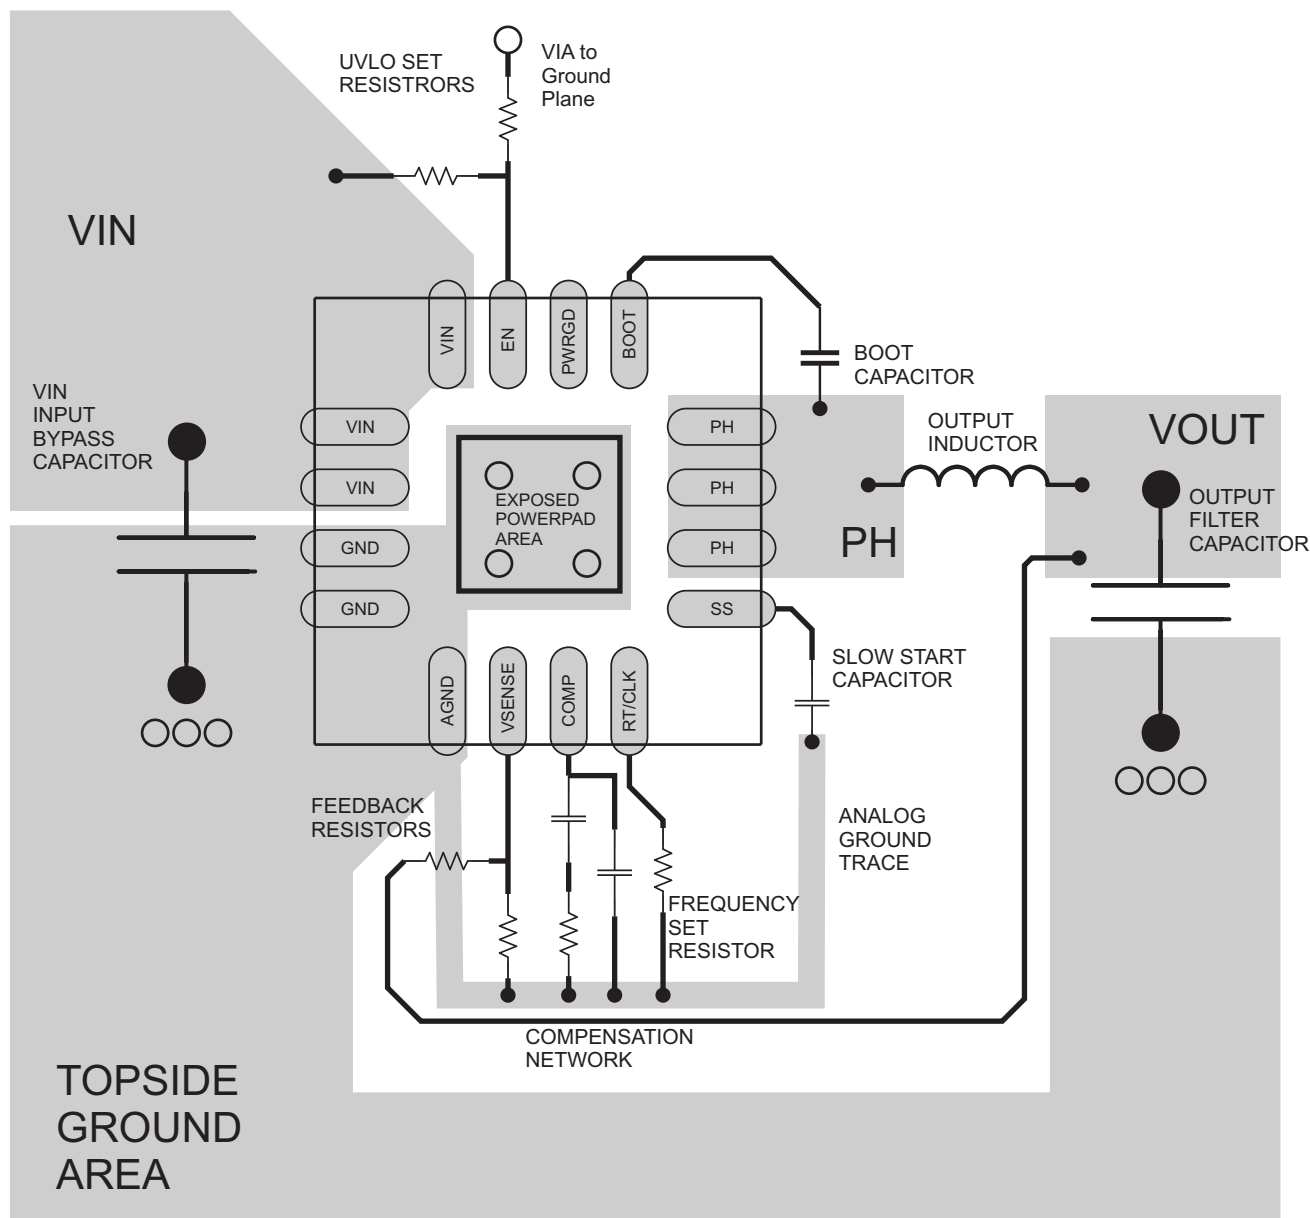 UVLO SET
RESISTRORS
VIA to
Ground
Plane
VIN
VIN
EN
PWRGD
BOOT
BOOT
CAPACITOR
VIN
INPUT
BYPASS
CAPACITOR
VIN
VIN
GND
GND
EXPOSED
POWERPAD
AREA
PH
PH
PH
SS
PH
OUTPUT
INDUCTOR
VOUT
OUTPUT
FILTER
CAPACITOR
SLOW START
CAPACITOR
AGND
VSENSE
COMP
RT/CLK
FEEDBACK
RESISTORS
ANALOG
GROUND
TRACE
FREQUENCY
SET
RESISTOR
COMPENSATION
NETWORK
TOPSIDE
GROUND
AREA